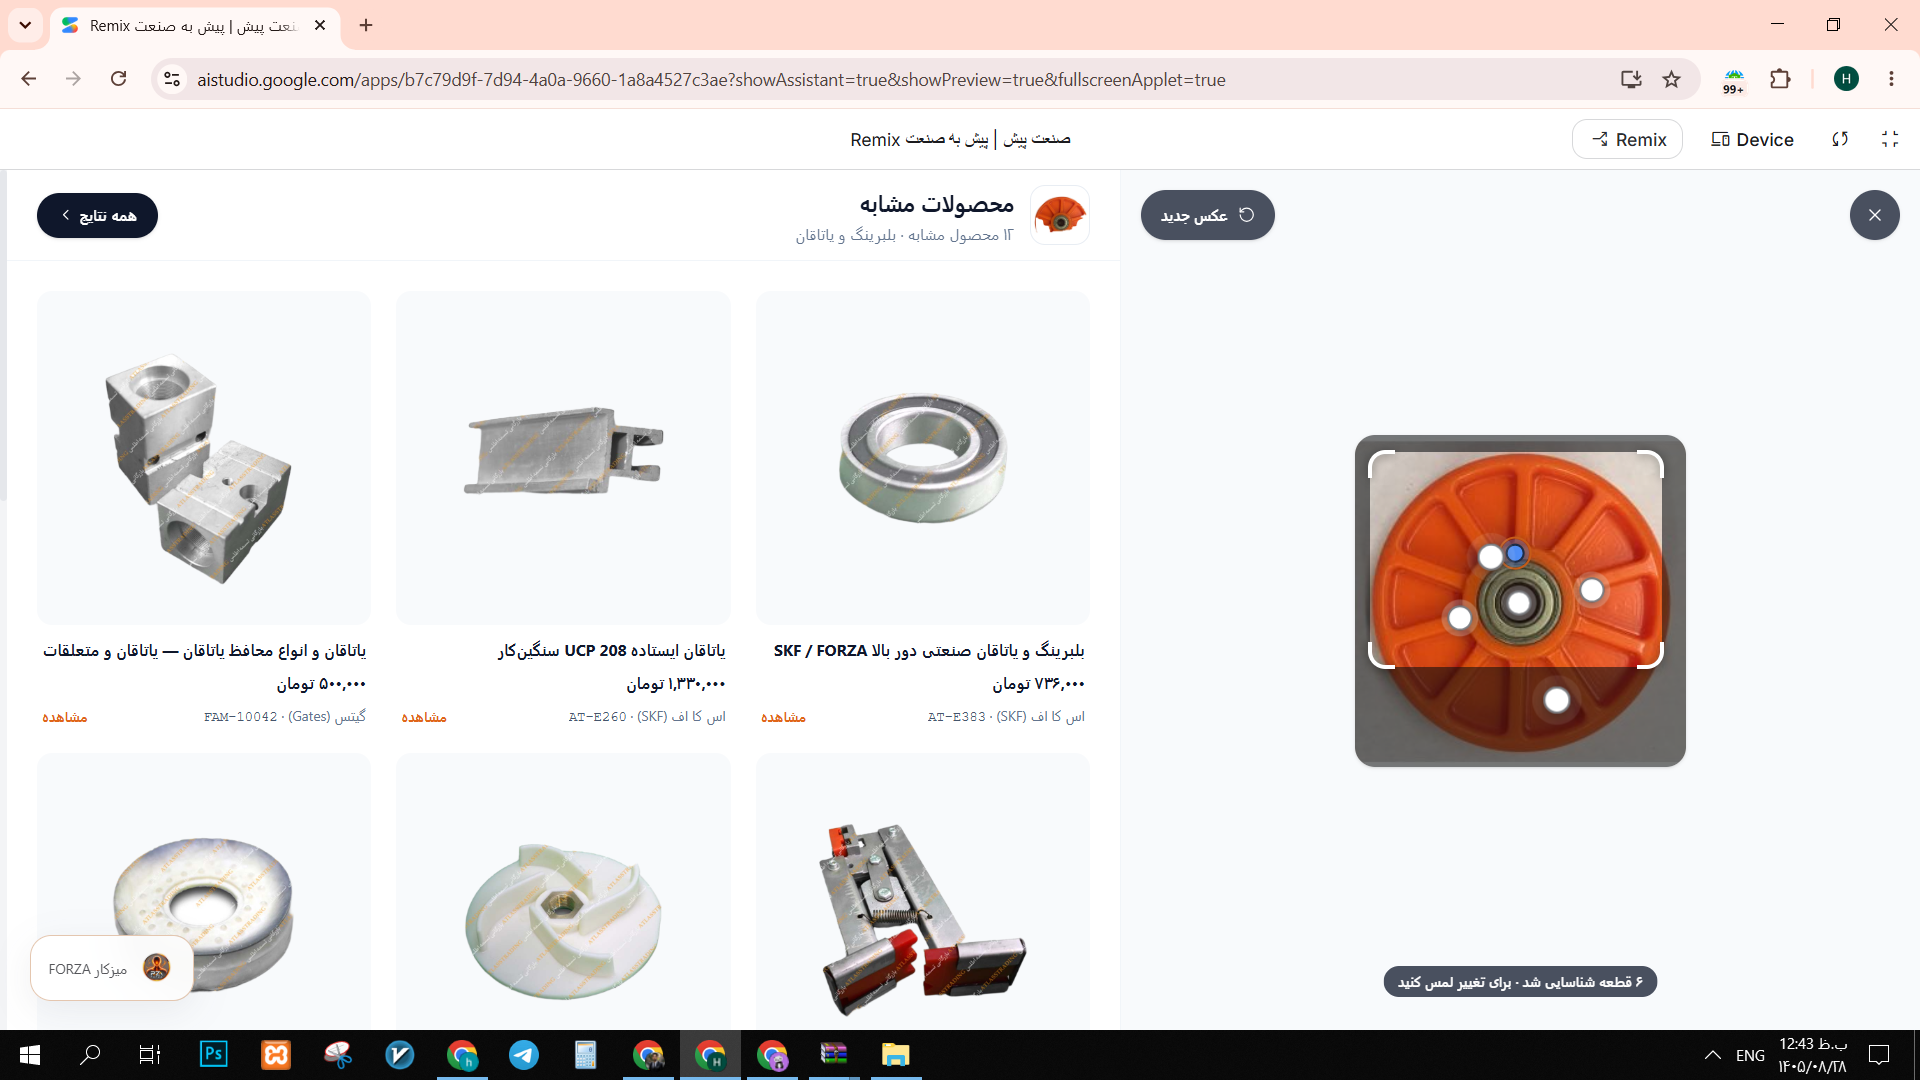 Remix صنعت پیش | پیش به صنعت
aistudio.google.com/apps/b7c79d9f-7d94-4a0a-9660-1a8a4527c3ae?showAssistant=true&showPreview=true&fullscreenApplet=true
99+
H
صنعت پیش | پیش به صنعت Remix
Remix
Device
عکس جدید
محصولات مشابه
۱۲ محصول مشابه · بلبرینگ و یاتاقان
همه نتایج
بلبرینگ و یاتاقان صنعتی دور بالا SKF / FORZA
۷۳۶,۰۰۰ تومان
اس کا اف (SKF) · AT-E383
مشاهده
یاتاقان ایستاده UCP 208 سنگین‌کار
۱,۳۳۰,۰۰۰ تومان
اس کا اف (SKF) · AT-E260
مشاهده
یاتاقان و انواع محافظ یاتاقان — یاتاقان و متعلقات
۵۰۰,۰۰۰ تومان
گیتس (Gates) · FAM-10042
مشاهده
میزکار FORZA
۶ قطعه شناسایی شد · برای تغییر لمس کنید
Ps
ENG
12:43 ب.ظ
۱۴۰۵/۰۸/۲۸